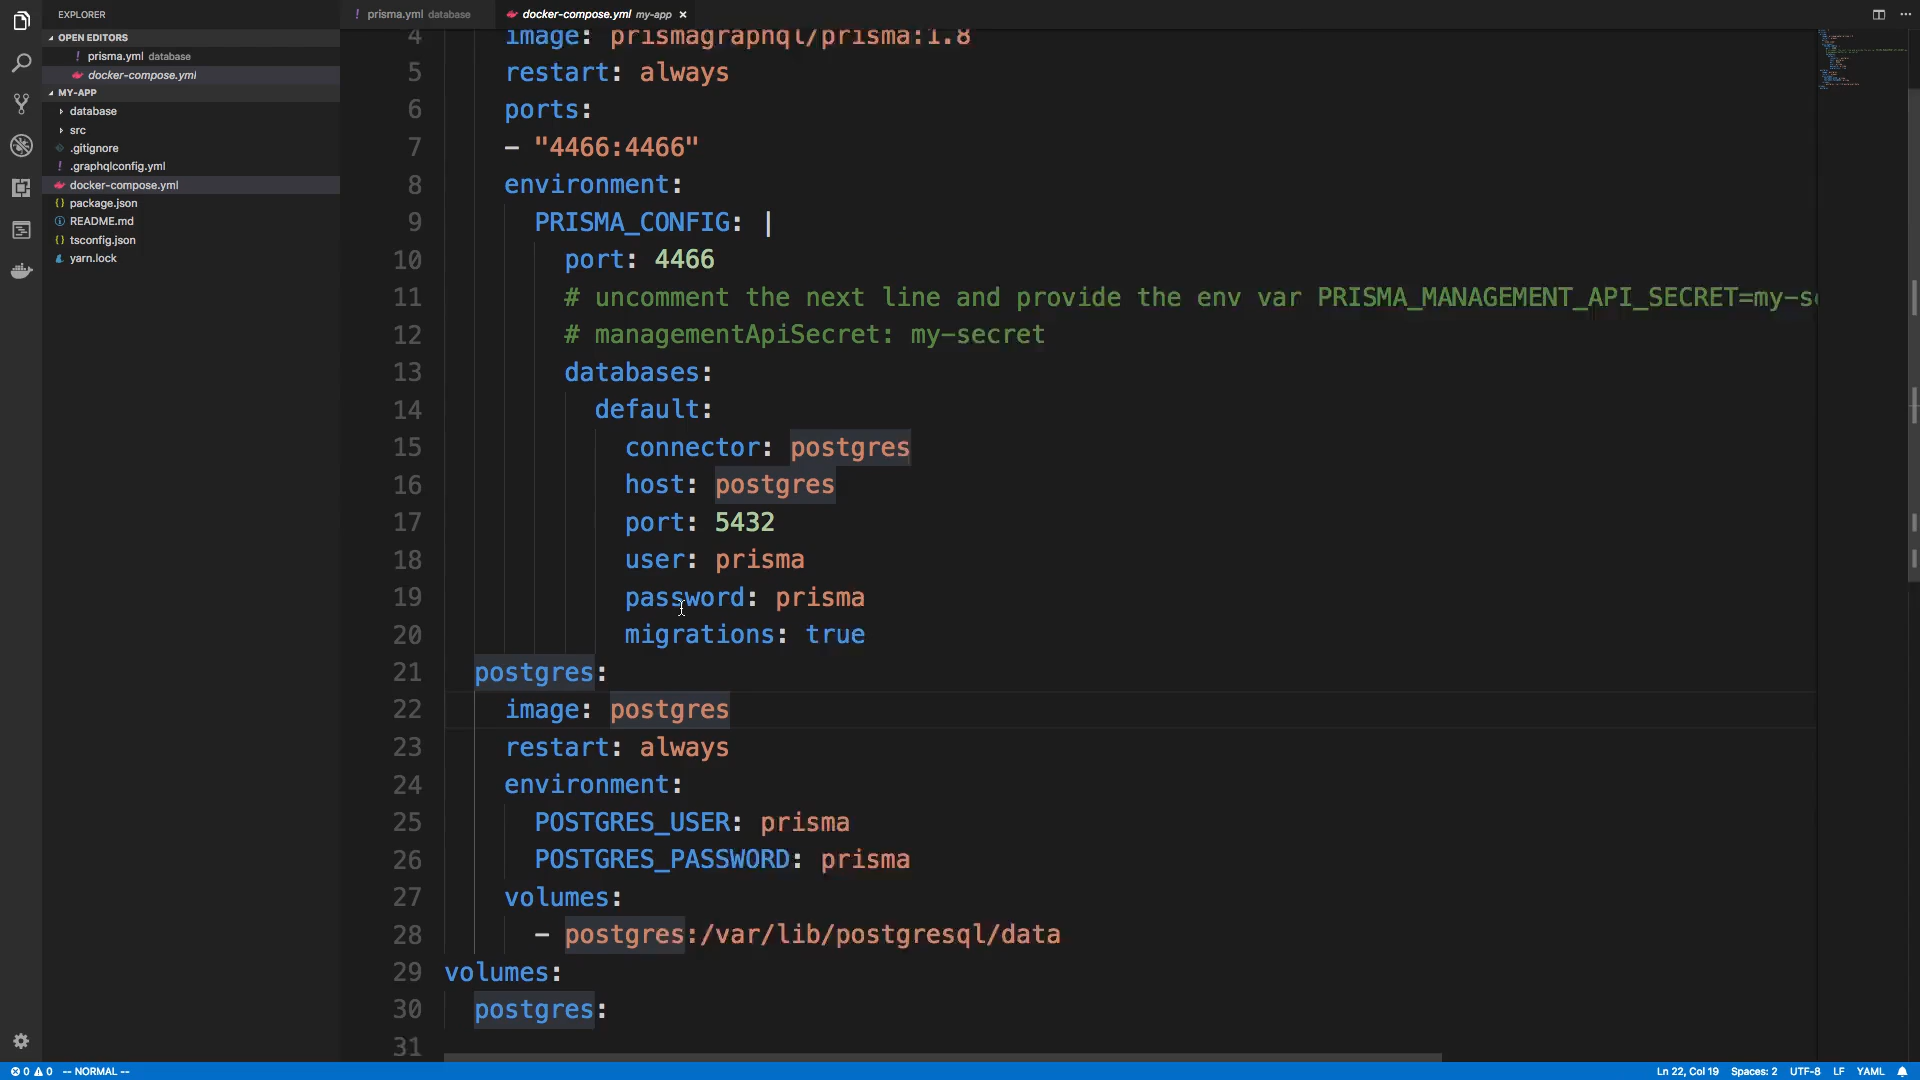 EXPLORER
OPEN EDITORS
! prisma.yml database
docker-compose.yml
MY-APP
database
src
.gitignore
! .graphqlconfig.yml
docker-compose.yml
{} package.json
README.md
{} tsconfig.json
yarn.lock
! prisma.yml database
docker-compose.yml my-app ×
4 image: prismagraphql/prisma:1.8
5 restart: always
6 ports:
7 - "4466:4466"
8 environment:
9 PRISMA_CONFIG: |
10 port: 4466
11 # uncomment the next line and provide the env var PRISMA_MANAGEMENT_API_SECRET=my-s
12 # managementApiSecret: my-secret
13 databases:
14 default:
15 connector: postgres
16 host: postgres
17 port: 5432
18 user: prisma
19 password: prisma
20 migrations: true
21 postgres:
22 image: postgres
23 restart: always
24 environment:
25 POSTGRES_USER: prisma
26 POSTGRES_PASSWORD: prisma
27 volumes:
28 - postgres:/var/lib/postgresql/data
29 volumes:
30 postgres:
31
0 0 -- NORMAL --
Ln 22, Col 19 Spaces: 2 UTF-8 LF YAML